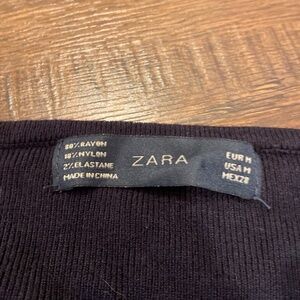 80% RAYON
18% NYLON
2% ELASTANE
MADE IN CHINA
ZARA
EUR M
USA M
MEX 28